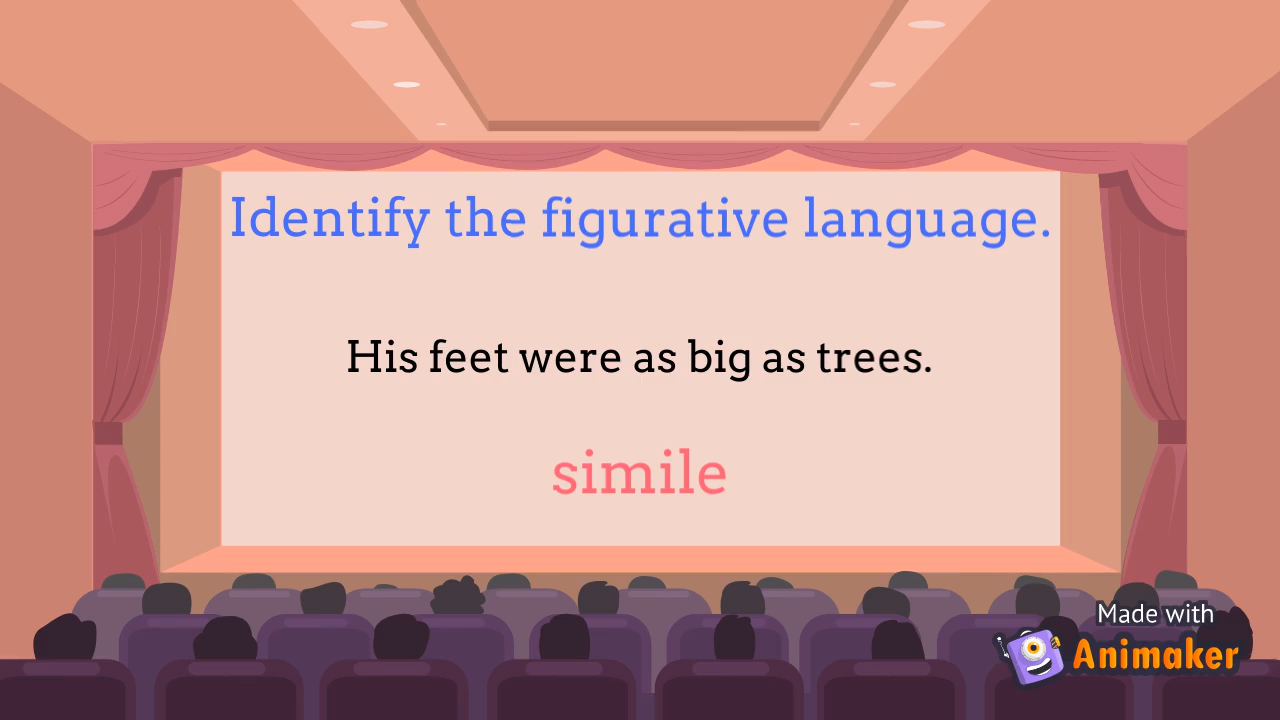 Identify the figurative language.
His feet were as big as trees.
simile
Made with
Animaker